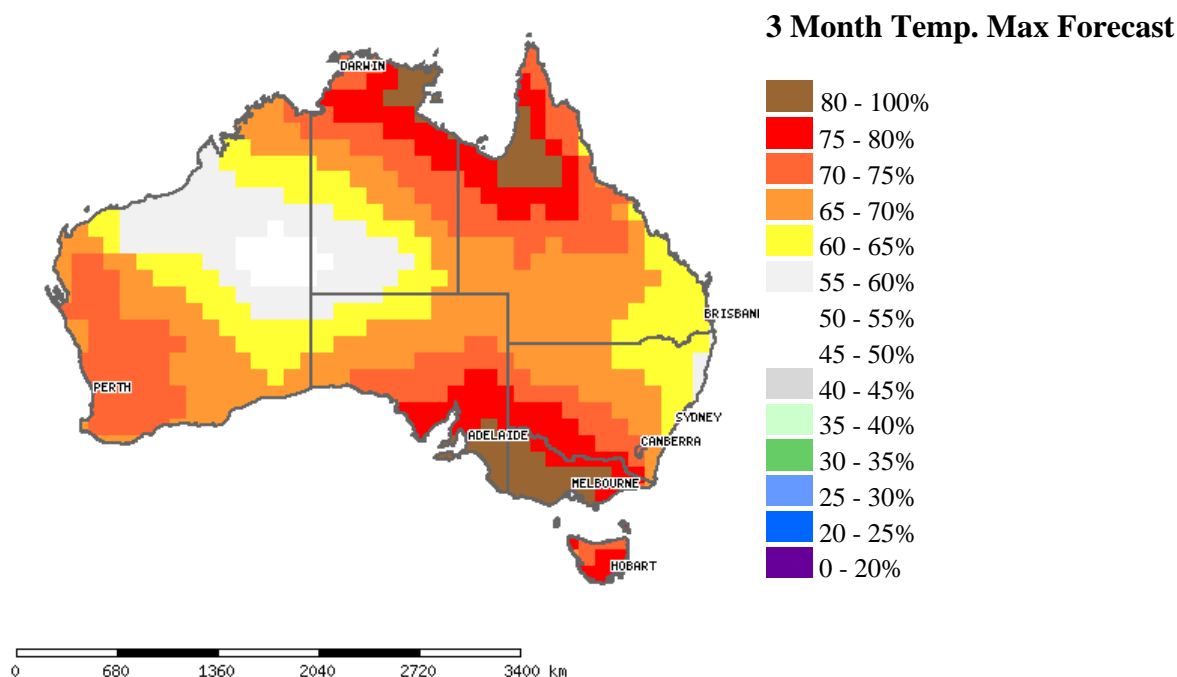 3 Month Temp. Max Forecast
80 - 100%
75 - 80%
70 - 75%
65 - 70%
60 - 65%
55 - 60%
50 - 55%
45 - 50%
40 - 45%
35 - 40%
30 - 35%
25 - 30%
20 - 25%
0 - 20%
DARWIN
BRISBAN
PERTH
SYDNEY
ADELAIDE
CANBERRA
MELBOURNE
HOBART
0 680 1360 2040 2720 3400 km